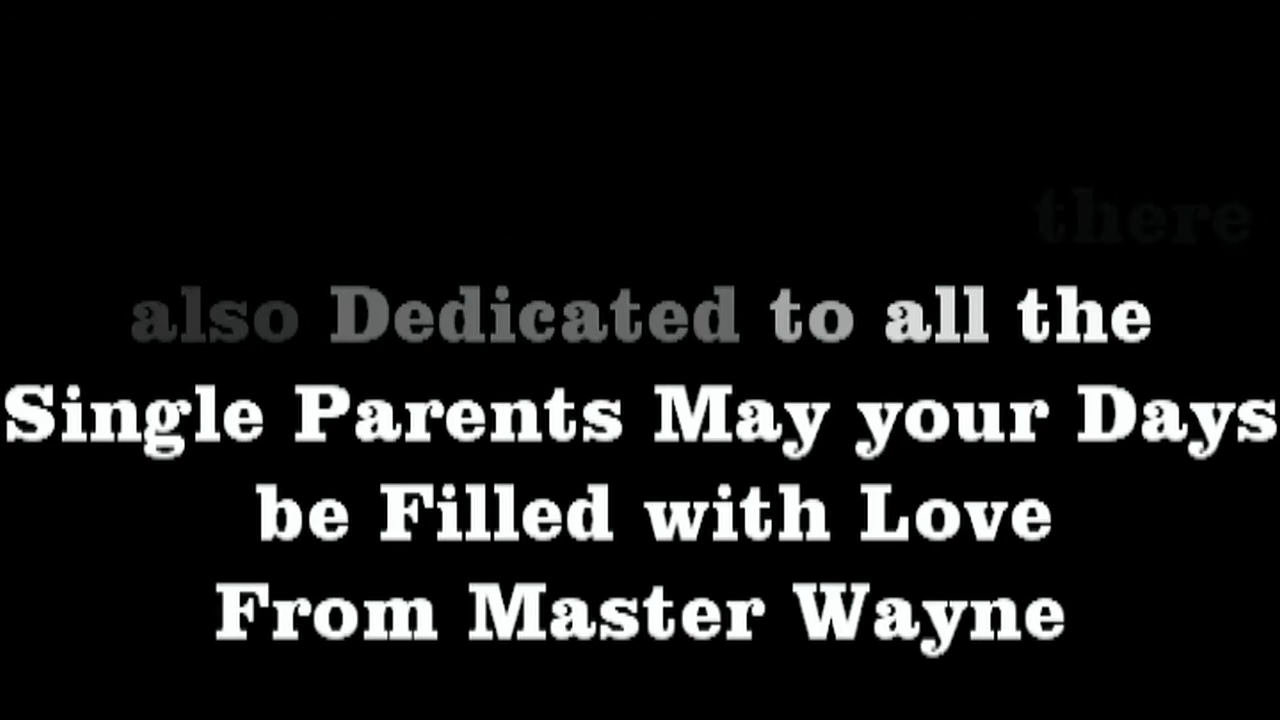 there
also Dedicated to all the
Single Parents May your Days
be Filled with Love
From Master Wayne